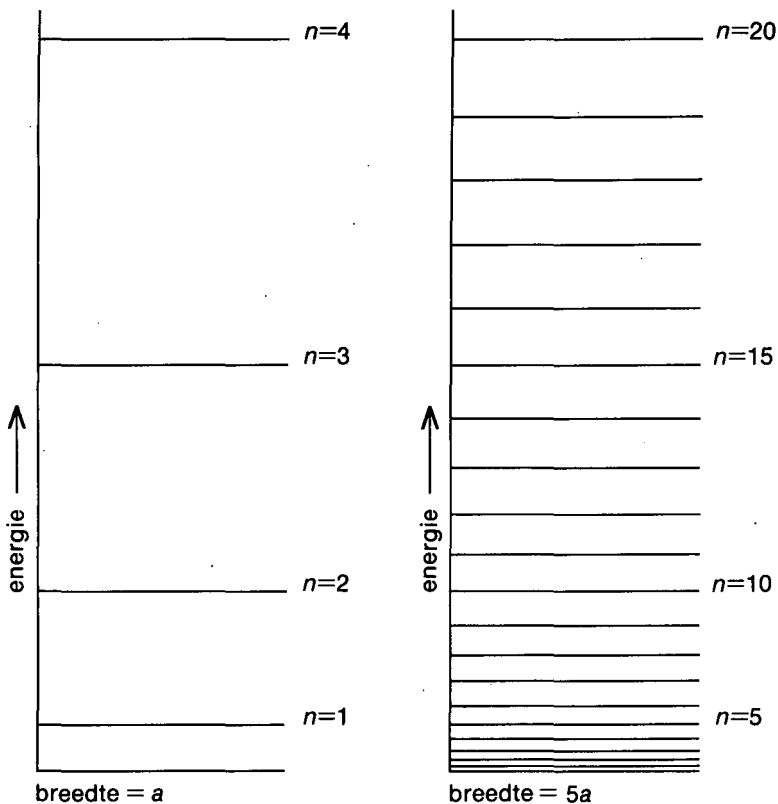 n=4
n=3
n=2
n=1
energie
breedte = a
n=20
n=15
n=10
n=5
energie
breedte = 5a